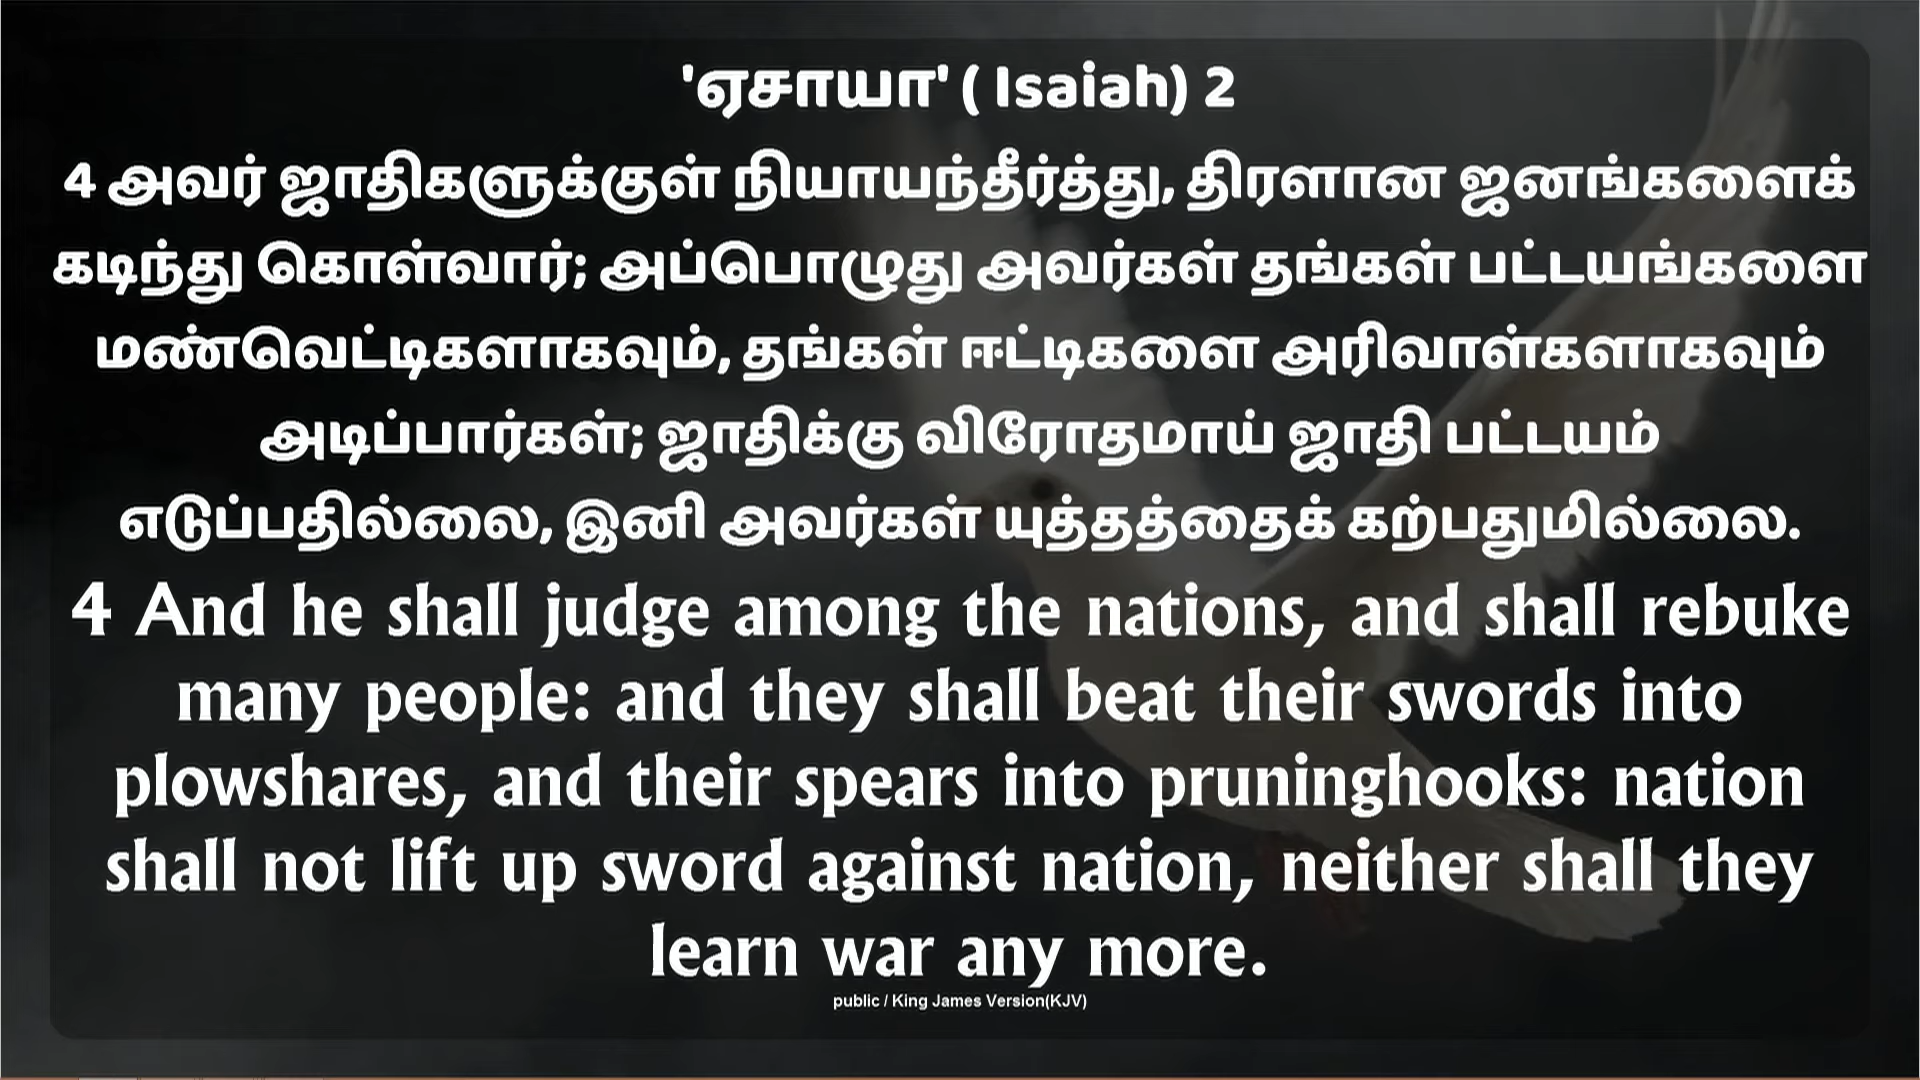 'ஏசாயா' ( Isaiah) 2
4 அவர் ஜாதிகளுக்குள் நியாயந்தீர்த்து, திரளான ஜனங்களைக்
கடிந்து கொள்வார்; அப்பொழுது அவர்கள் தங்கள் பட்டயங்களை
மண்வெட்டிகளாகவும், தங்கள் ஈட்டிகளை அரிவாள்களாகவும்
அடிப்பார்கள்; ஜாதிக்கு விரோதமாய் ஜாதி பட்டயம்
எடுப்பதில்லை, இனி அவர்கள் யுத்தத்தைக் கற்பதுமில்லை.
4 And he shall judge among the nations, and shall rebuke
many people: and they shall beat their swords into
plowshares, and their spears into pruninghooks: nation
shall not lift up sword against nation, neither shall they
learn war any more.
public / King James Version(KJV)